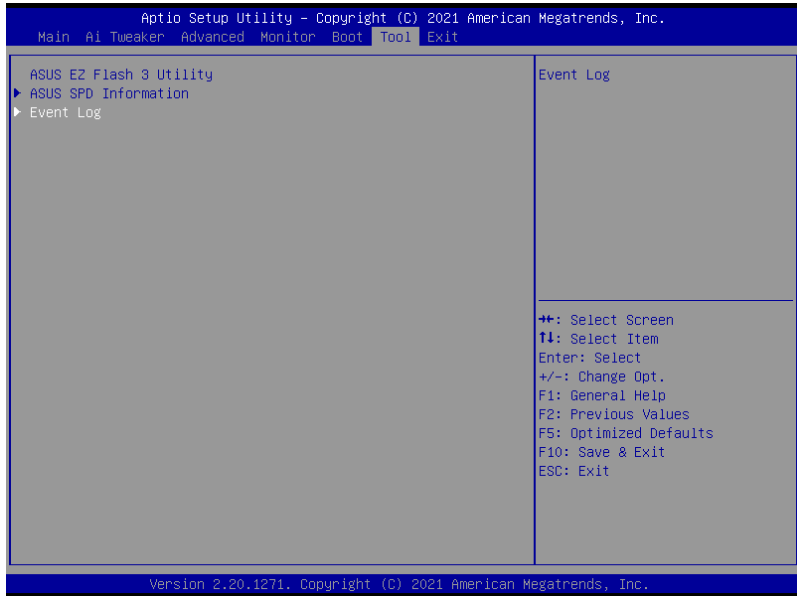 Aptio Setup Utility – Copyright (C) 2021 American Megatrends, Inc.
Main Ai Tweaker Advanced Monitor Boot Tool Exit
ASUS EZ Flash 3 Utility
ASUS SPD Information
Event Log
Event Log
→←: Select Screen
↑↓: Select Item
Enter: Select
+/-: Change Opt.
F1: General Help
F2: Previous Values
F5: Optimized Defaults
F10: Save & Exit
ESC: Exit
Version 2.20.1271. Copyright (C) 2021 American Megatrends, Inc.